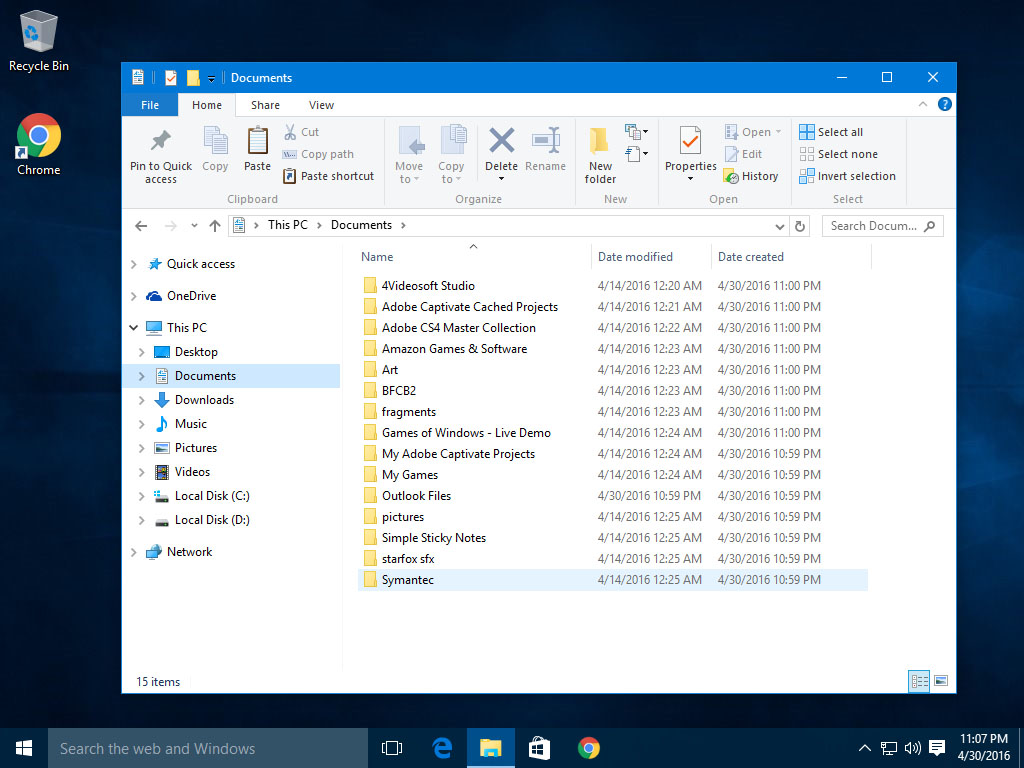 Recycle Bin
Chrome
Documents
File Home Share View
Pin to Quick access
Copy
Paste
Cut
Copy path
Paste shortcut
Clipboard
Move to
Copy to
Delete
Rename
Organize
New folder
New
Properties
Open
Edit
History
Open
Select all
Select none
Invert selection
Select
This PC Documents
Search Docum...
Quick access
OneDrive
This PC
Desktop
Documents
Downloads
Music
Pictures
Videos
Local Disk (C:)
Local Disk (D:)
Network
Name Date modified Date created
4Videosoft Studio 4/14/2016 12:20 AM 4/30/2016 11:00 PM
Adobe Captivate Cached Projects 4/14/2016 12:21 AM 4/30/2016 11:00 PM
Adobe CS4 Master Collection 4/14/2016 12:22 AM 4/30/2016 11:00 PM
Amazon Games & Software 4/14/2016 12:23 AM 4/30/2016 11:00 PM
Art 4/14/2016 12:23 AM 4/30/2016 11:00 PM
BFCB2 4/14/2016 12:23 AM 4/30/2016 11:00 PM
fragments 4/14/2016 12:23 AM 4/30/2016 11:00 PM
Games of Windows - Live Demo 4/14/2016 12:24 AM 4/30/2016 11:00 PM
My Adobe Captivate Projects 4/14/2016 12:24 AM 4/30/2016 10:59 PM
My Games 4/14/2016 12:24 AM 4/30/2016 10:59 PM
Outlook Files 4/30/2016 10:59 PM 4/30/2016 10:59 PM
pictures 4/14/2016 12:25 AM 4/30/2016 10:59 PM
Simple Sticky Notes 4/14/2016 12:25 AM 4/30/2016 10:59 PM
starfox sfx 4/14/2016 12:25 AM 4/30/2016 10:59 PM
Symantec 4/14/2016 12:25 AM 4/30/2016 10:59 PM
15 items
Search the web and Windows
11:07 PM
4/30/2016